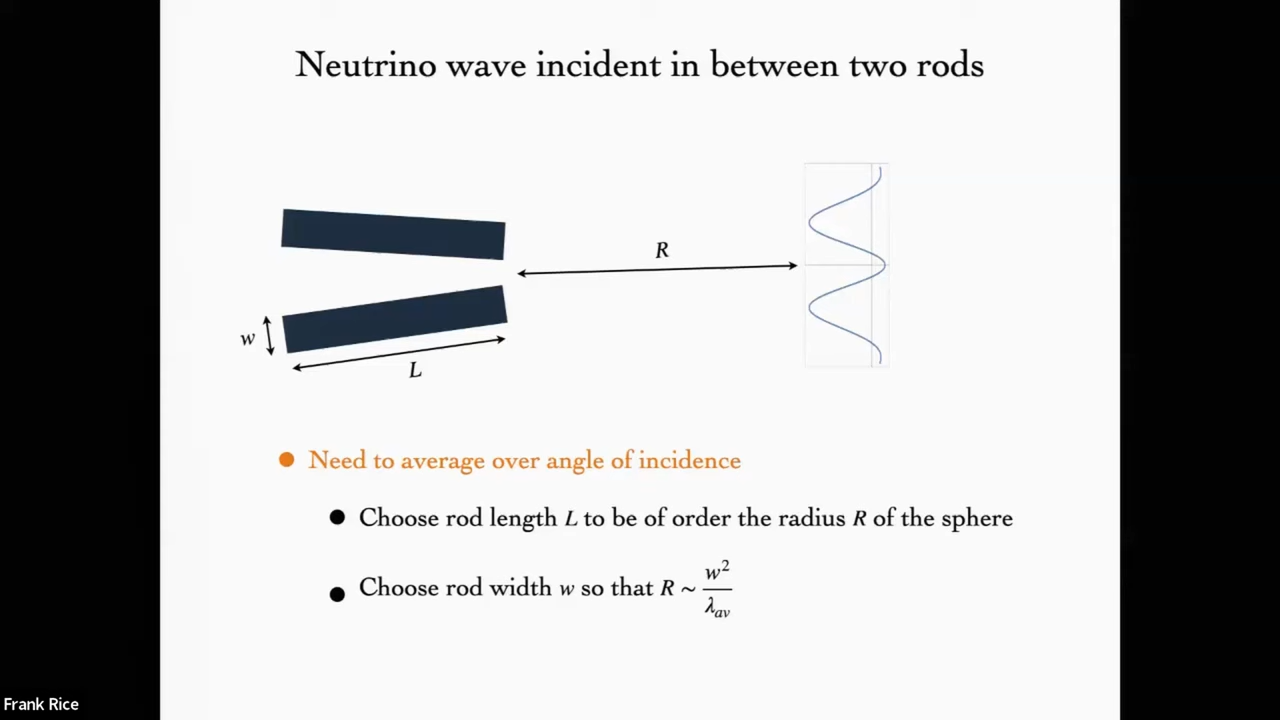 Neutrino wave incident in between two rods
R
w
L
Need to average over angle of incidence
Choose rod length L to be of order the radius R of the sphere
Choose rod width w so that R ~ w²/λ_av
Frank Rice